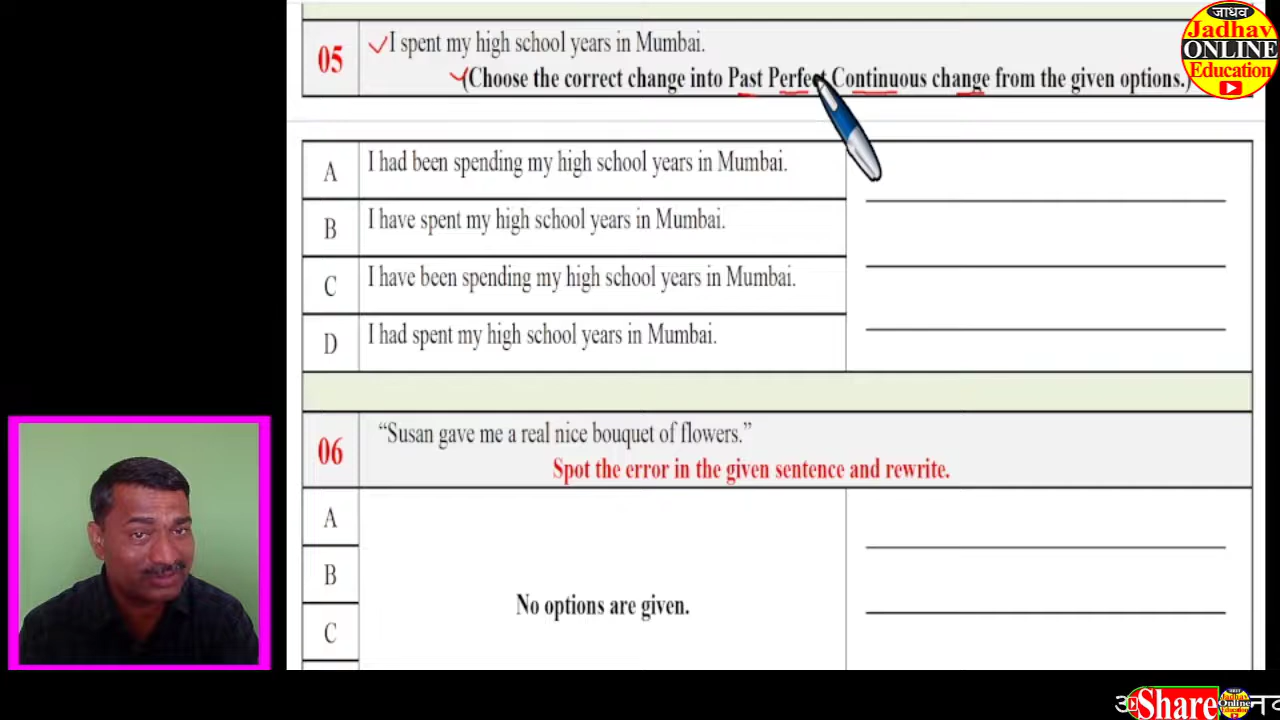 05
I spent my high school years in Mumbai.
(Choose the correct change into Past Perfect Continuous change from the given options.)
A
I had been spending my high school years in Mumbai.
B
I have spent my high school years in Mumbai.
C
I have been spending my high school years in Mumbai.
D
I had spent my high school years in Mumbai.
06
“Susan gave me a real nice bouquet of flowers.”
Spot the error in the given sentence and rewrite.
A
B
No options are given.
C
जाधव
Jadhav
ONLINE
Education
Share